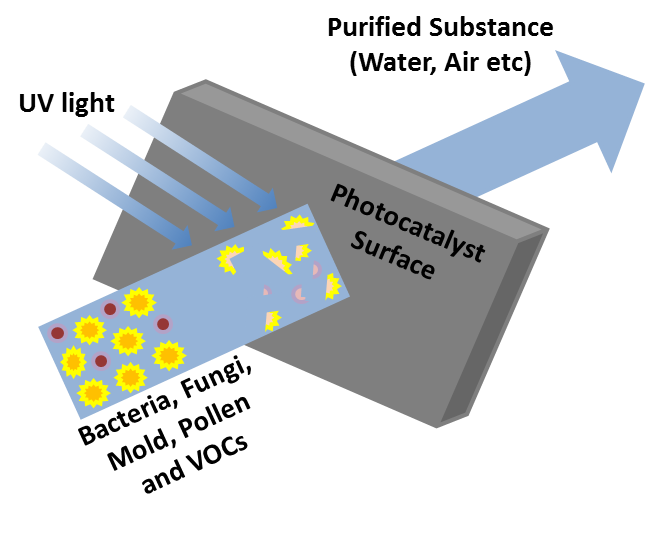 Purified Substance
(Water, Air etc)
UV light
Photocatalyst
Surface
Bacteria, Fungi,
Mold, Pollen
and VOCs